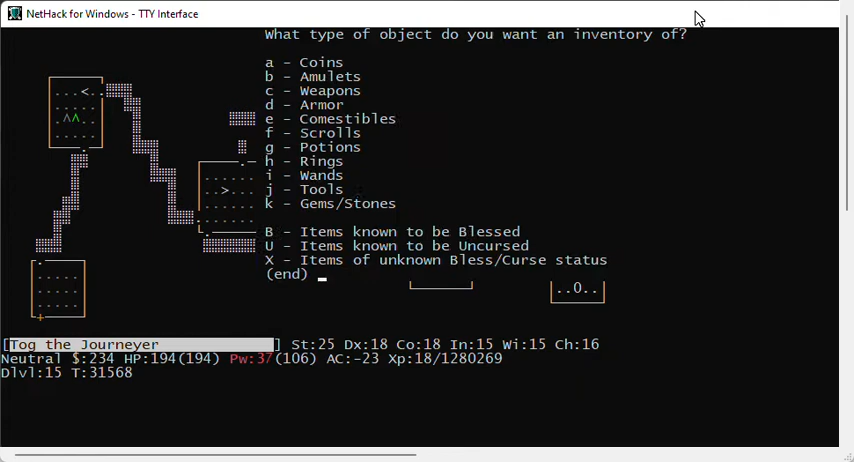 NetHack for Windows - TTY Interface
What type of object do you want an inventory of?
a - Coins
b - Amulets
c - Weapons
d - Armor
e - Comestibles
f - Scrolls
g - Potions
h - Rings
i - Wands
j - Tools
k - Gems/Stones
B - Items known to be Blessed
U - Items known to be Uncursed
X - Items of unknown Bless/Curse status
(end)
[Tog the Journeyer ] St:25 Dx:18 Co:18 In:15 Wi:15 Ch:16
Neutral $:234 HP:194(194) Pw:37(106) AC:-23 Xp:18/1280269
Dlvl:15 T:31568